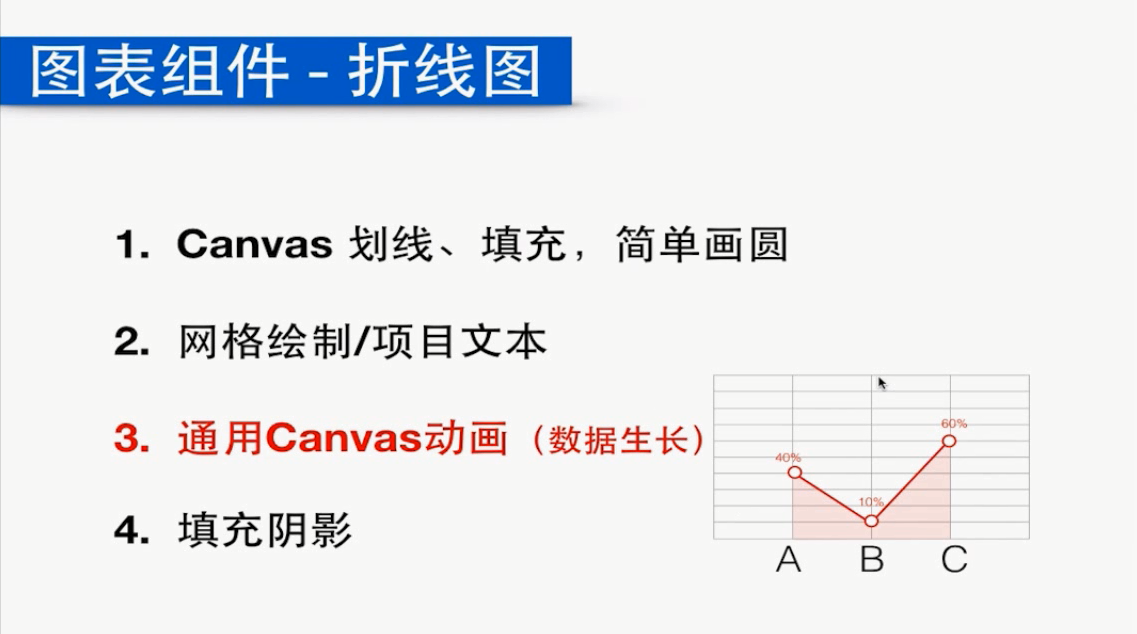 图表组件 - 折线图
1. Canvas 划线、填充，简单画圆
2. 网格绘制/项目文本
3. 通用Canvas动画（数据生长）
4. 填充阴影
60%
40%
10%
A B C